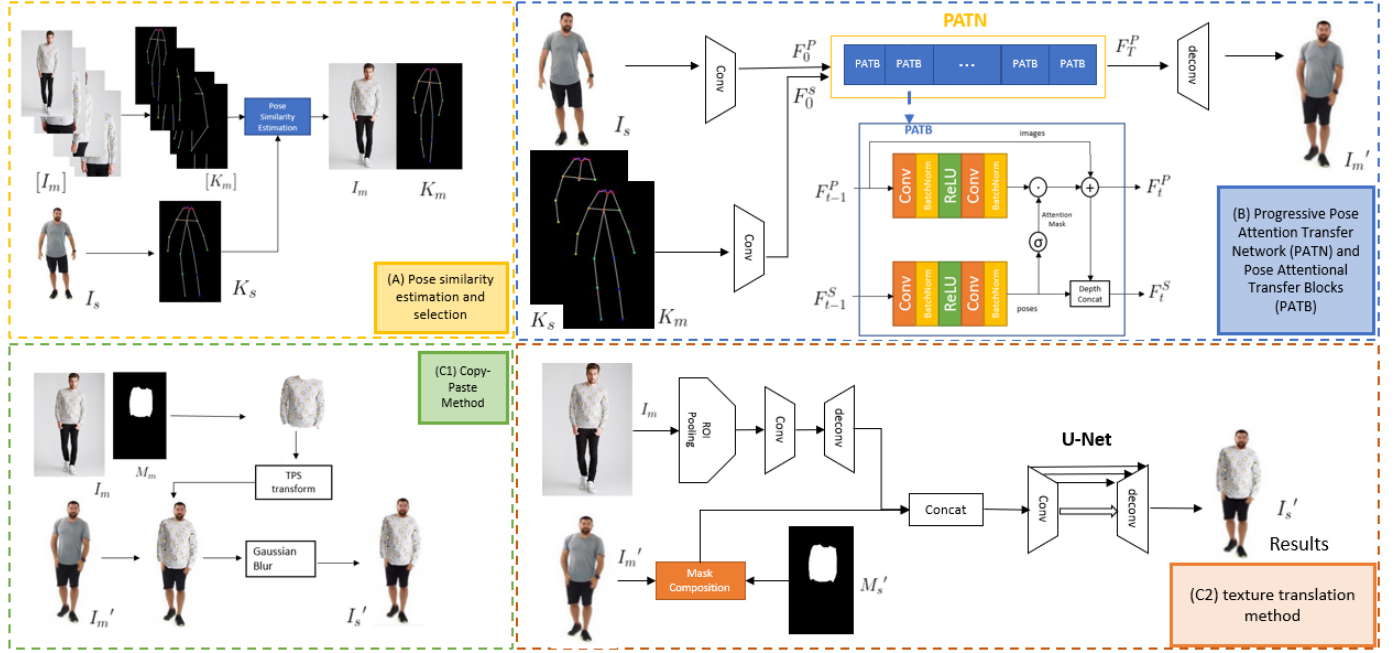 [I_m]
[K_m]
Pose
Similarity
Estimation
I_m
K_m
I_s
K_s
(A) Pose similarity
estimation and
selection
PATN
I_s
Conv
F_0^P
F_0^s
PATB
PATB
...
PATB
PATB
F_T^P
deconv
I_m'
K_s
K_m
Conv
PATB
images
F_{t-1}^P
Conv
BatchNorm
ReLU
Conv
BatchNorm
·
+
F_t^P
Attention
Mask
σ
F_{t-1}^S
Conv
BatchNorm
ReLU
Conv
BatchNorm
poses
Depth
Concat
F_t^S
(B) Progressive Pose
Attention Transfer
Network (PATN) and
Pose Attentional
Transfer Blocks
(PATB)
(C1) Copy-
Paste
Method
I_m
M_m
TPS
transform
I_m'
Gaussian
Blur
I_s'
I_m
ROI
Pooling
Conv
deconv
U-Net
Concat
Conv
deconv
I_s'
Results
I_m'
Mask
Composition
M_s'
(C2) texture translation
method